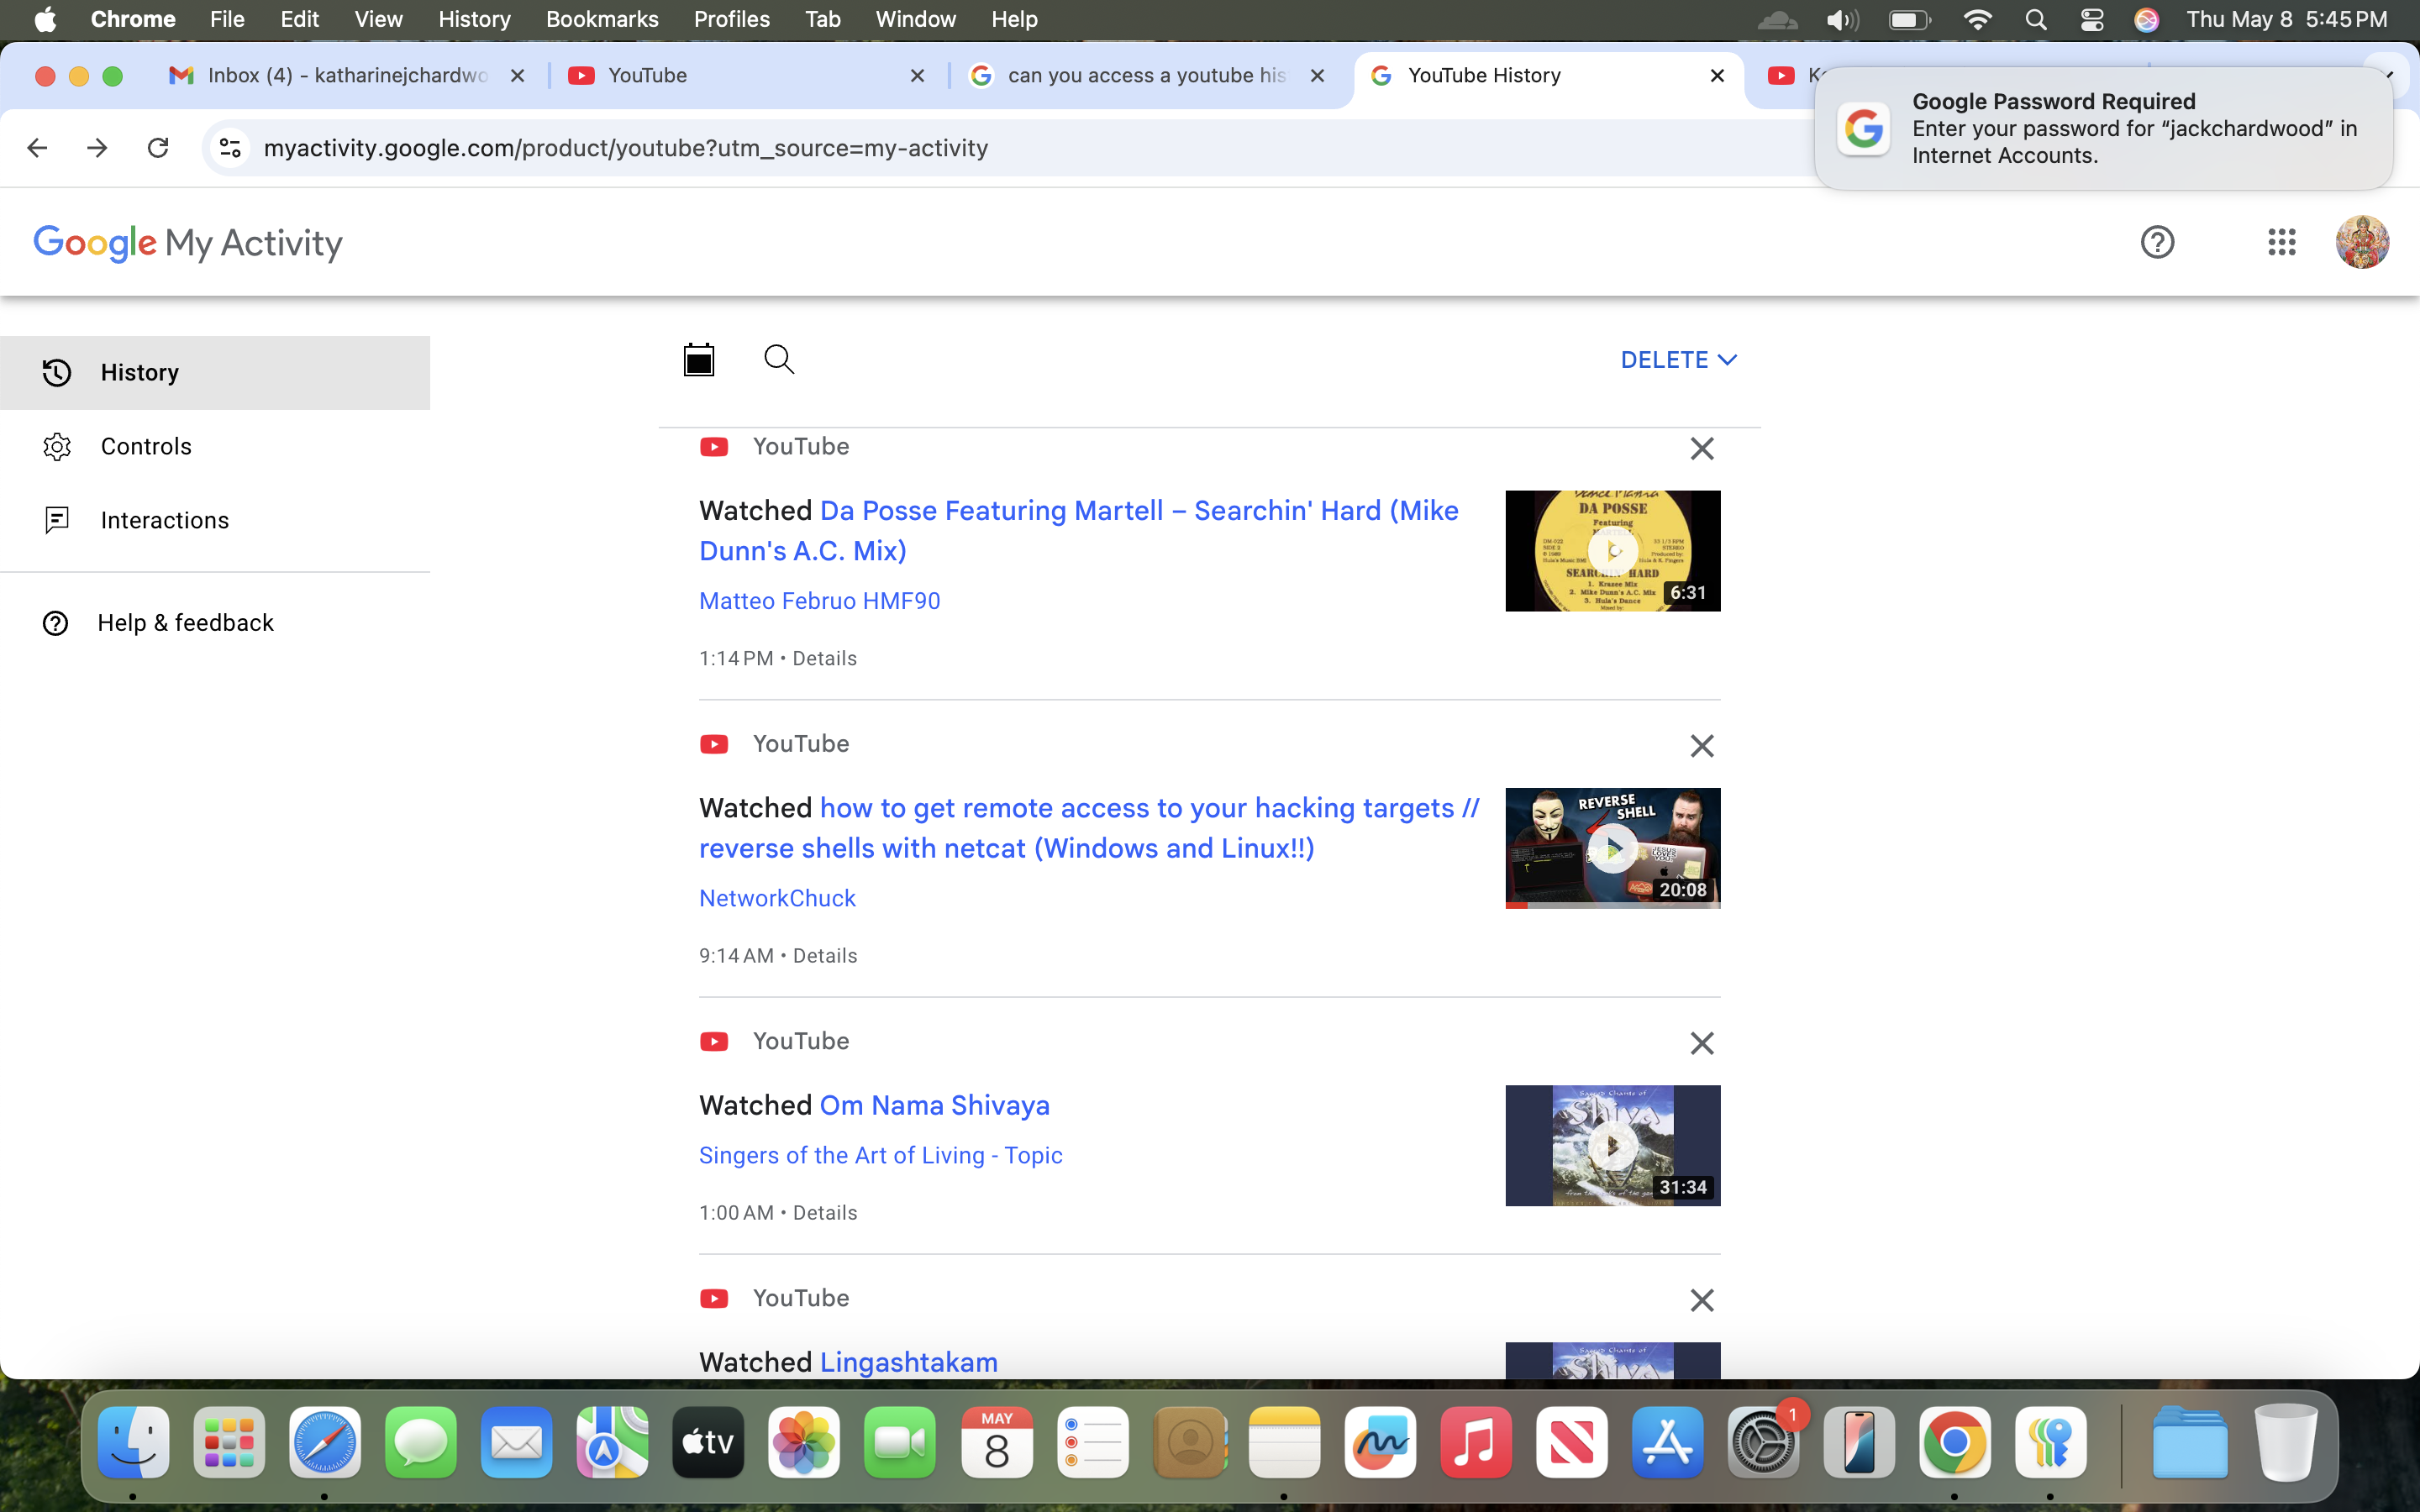 Chrome File Edit View History Bookmarks Profiles Tab Window Help Thu May 8 5:45 PM
Inbox (4) - katharinejchardwo
YouTube
can you access a youtube his
YouTube History
Google Password Required
Enter your password for “jackchardwood” in
Internet Accounts.
myactivity.google.com/product/youtube?utm_source=my-activity
Google My Activity
History
Controls
Interactions
Help & feedback
DELETE
YouTube
Watched Da Posse Featuring Martell – Searchin' Hard (Mike
Dunn's A.C. Mix)
Matteo Februo HMF90
1:14 PM • Details
DA POSSE
Featuring
SEARCHIN' HARD
1. Krazee Mix
2. Mike Dunn's A.C. Mix
3. Hula's Dance
6:31
YouTube
Watched how to get remote access to your hacking targets //
reverse shells with netcat (Windows and Linux!!)
NetworkChuck
9:14 AM • Details
REVERSE
SHELL
20:08
YouTube
Watched Om Nama Shivaya
Singers of the Art of Living - Topic
1:00 AM • Details
Sacred Chants of
Shiva
31:34
YouTube
Watched Lingashtakam
Sacred Chants of
MAY
8
tv
1